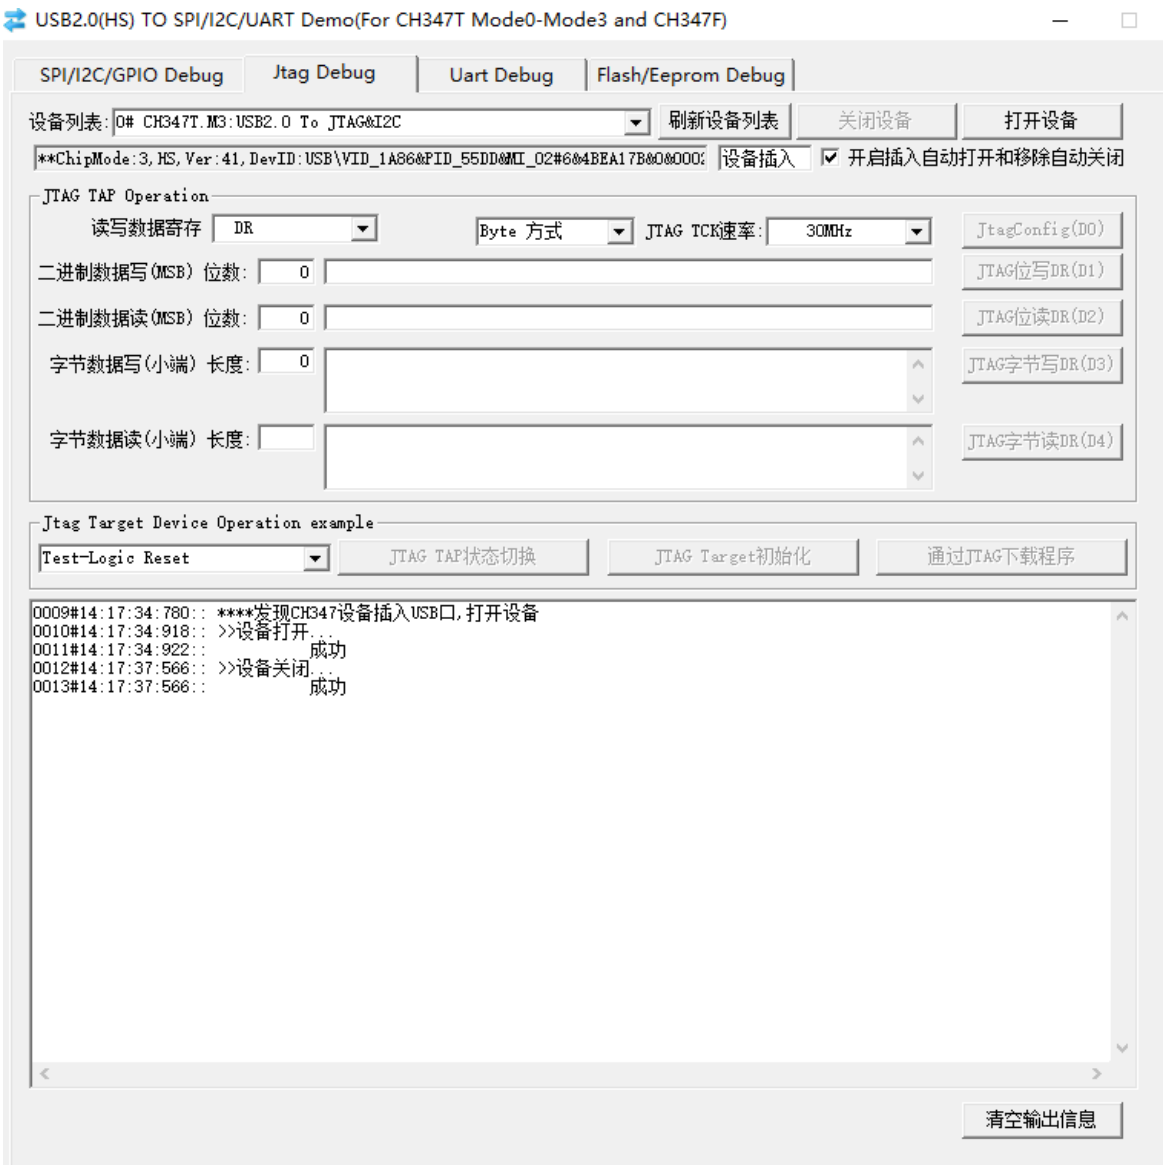 USB2.0(HS) TO SPI/I2C/UART Demo(For CH347T Mode0-Mode3 and CH347F)
SPI/I2C/GPIO Debug Jtag Debug Uart Debug Flash/Eeprom Debug
设备列表: 0# CH347T.M3:USB2.0 To JTAG&I2C 刷新设备列表 关闭设备 打开设备
**ChipMode:3,HS,Ver:41,DevID:USB\VID_1A86&PID_55DD&MI_02#6&4BEA17B&0&000 设备插入 开启插入自动打开和移除自动关闭
JTAG TAP Operation
读写数据寄存 DR Byte 方式 JTAG TCK速率: 30MHz JtagConfig(D0)
二进制数据写(MSB) 位数: 0 JTAG位写DR(D1)
二进制数据读(MSB) 位数: 0 JTAG位读DR(D2)
字节数据写(小端) 长度: 0 JTAG字节写DR(D3)
字节数据读(小端) 长度: JTAG字节读DR(D4)
Jtag Target Device Operation example
Test-Logic Reset JTAG TAP状态切换 JTAG Target初始化 通过JTAG下载程序
0009#14:17:34:780:: ****发现CH347设备插入USB口,打开设备
0010#14:17:34:918:: >>设备打开...
0011#14:17:34:922:: 成功
0012#14:17:37:566:: >>设备关闭...
0013#14:17:37:566:: 成功
清空输出信息